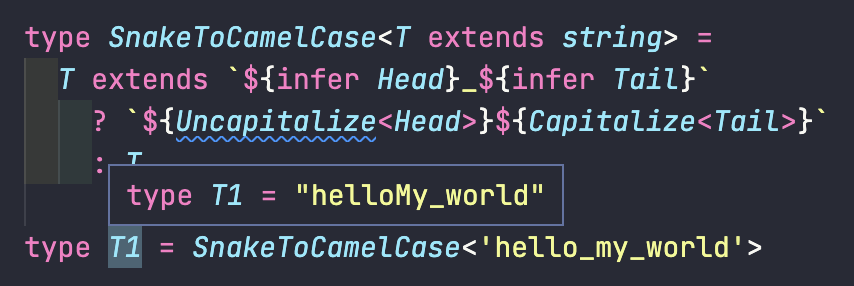 type SnakeToCamelCase<T extends string> =
T extends `${infer Head}_${infer Tail}`
? `${Uncapitalize<Head>}${Capitalize<Tail>}`
: T
type T1 = "helloMy_world"
type T1 = SnakeToCamelCase<'hello_my_world'>